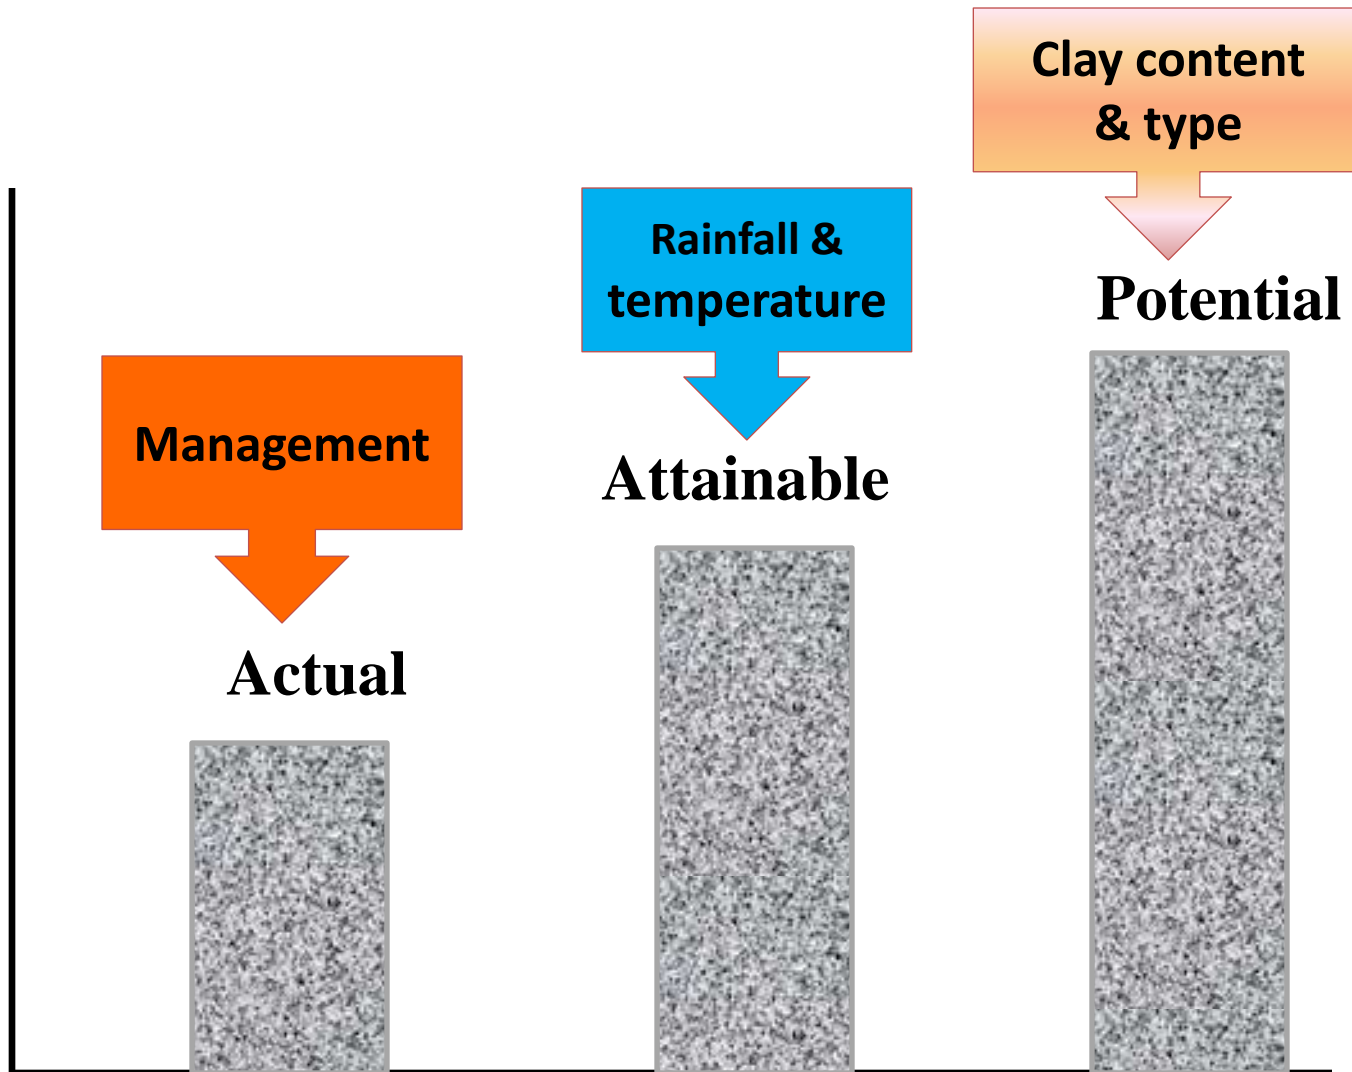 Clay content
& type
Rainfall &
temperature
Potential
Management
Attainable
Actual